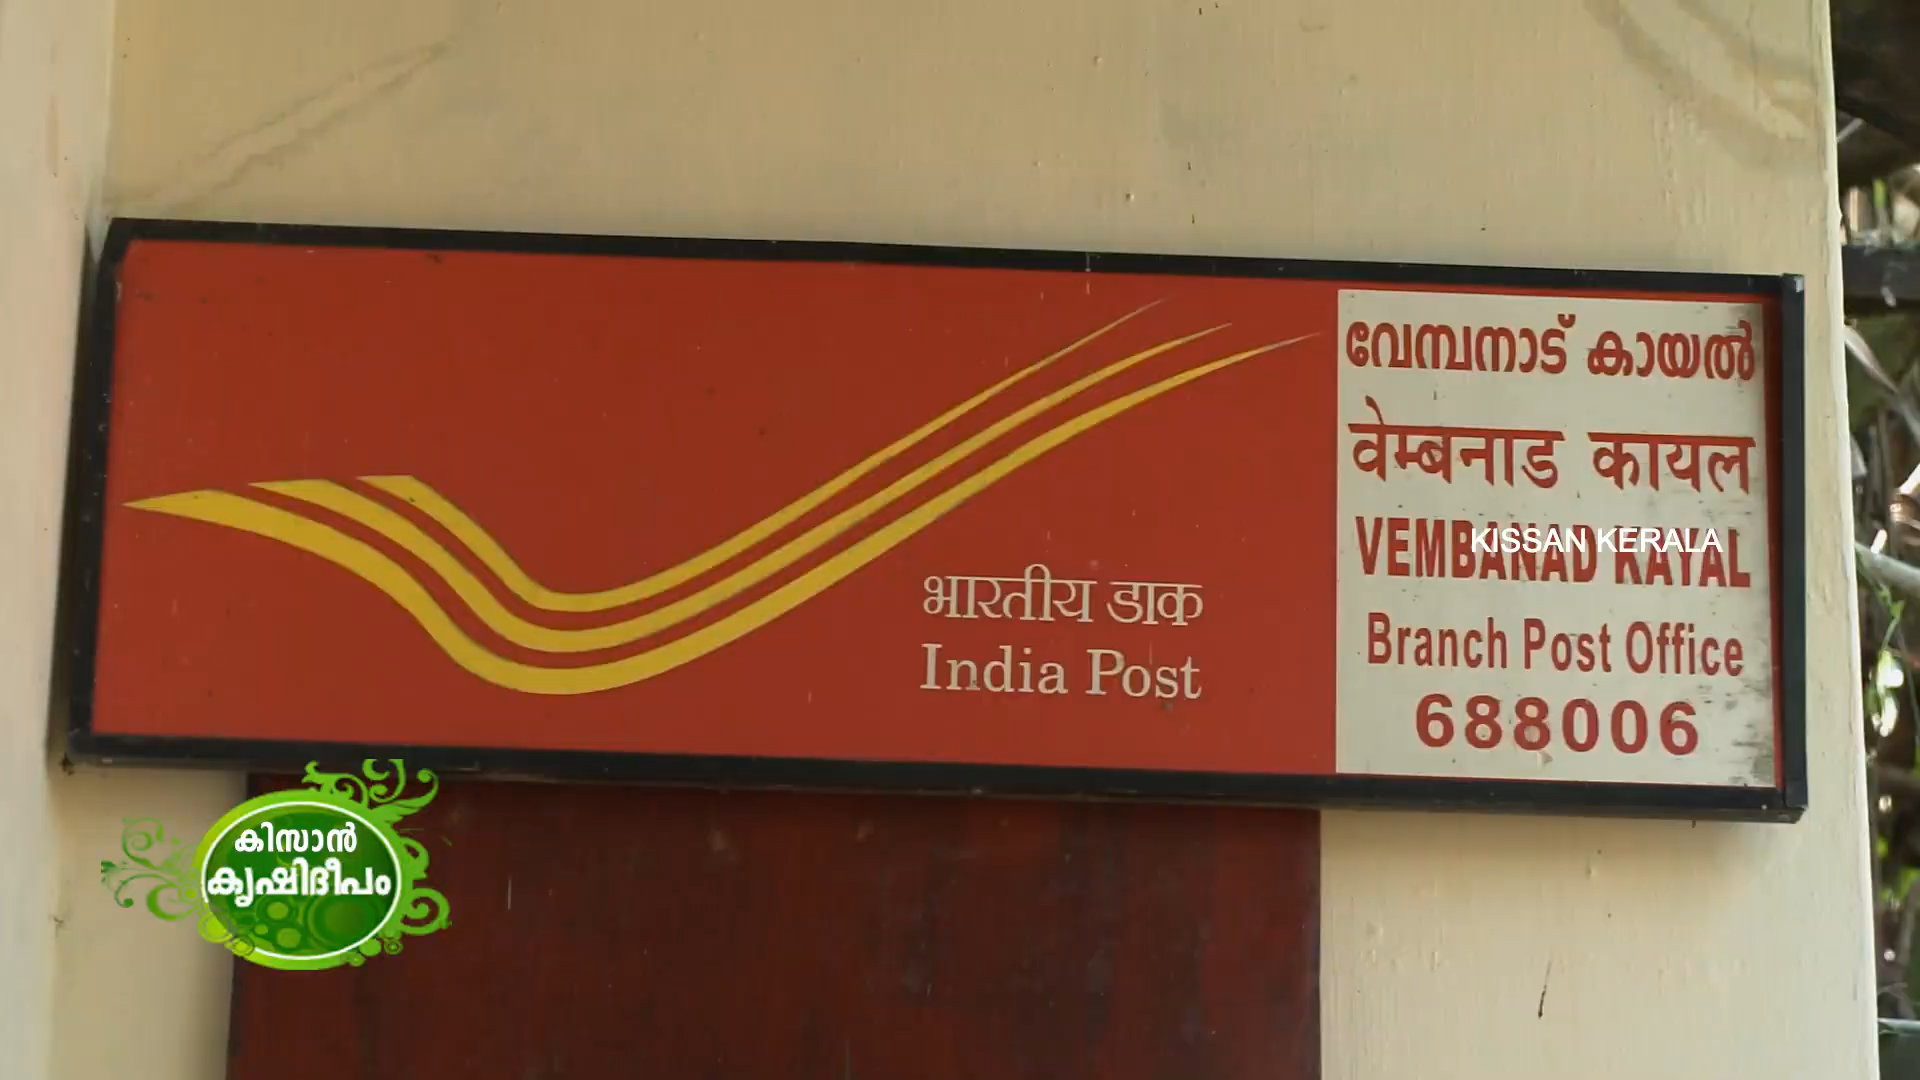 भारतीय डाक
India Post
വേമ്പനാട് കായൽ
वेम्बनाड कायल
VEMBANAD KAYAL
KISSAN KERALA
Branch Post Office
688006
കിസാൻ
കൃഷിദീപം